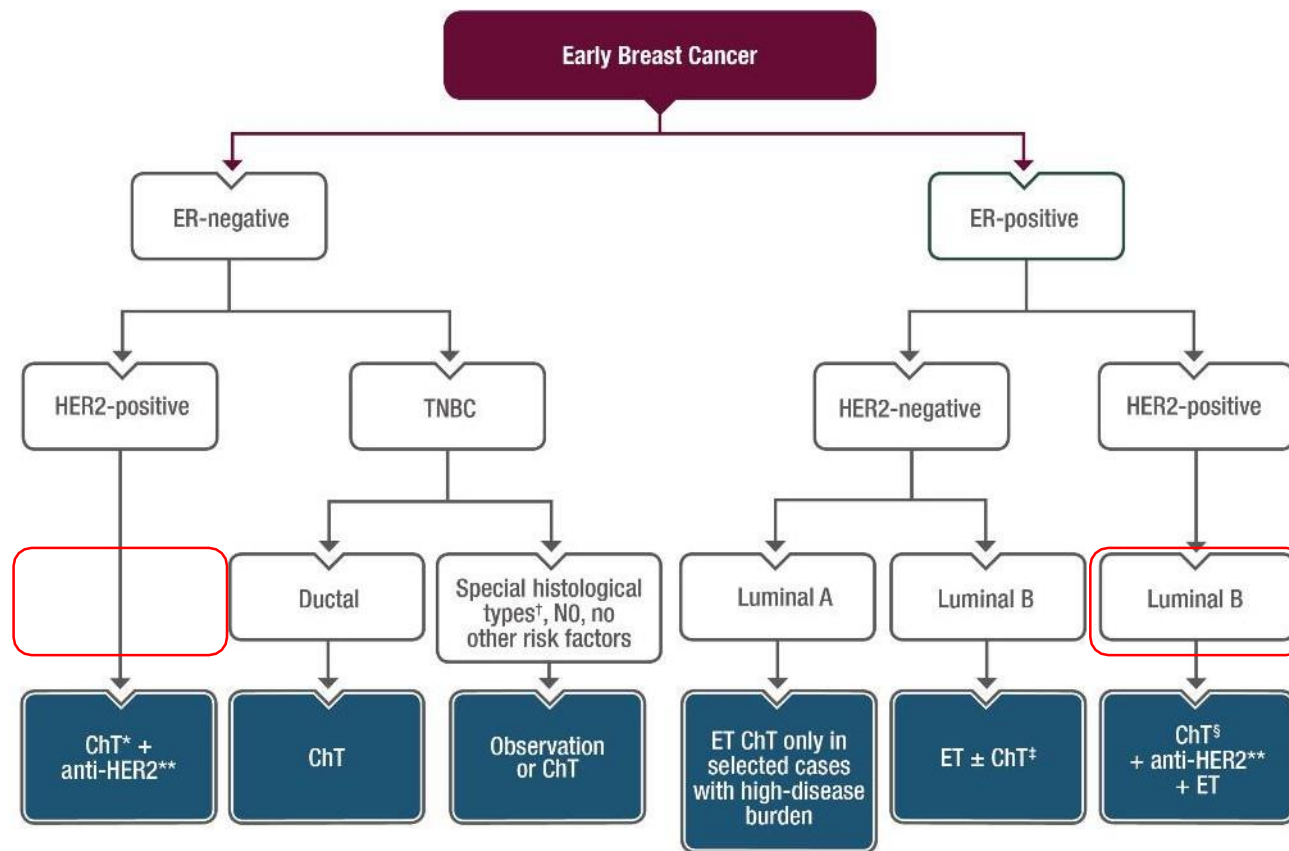 Early Breast Cancer
ER-negative
ER-positive
HER2-positive
TNBC
HER2-negative
HER2-positive
Ductal
Special histological
types†, N0, no
other risk factors
Luminal A
Luminal B
Luminal B
ChT* +
anti-HER2**
ChT
Observation
or ChT
ET ChT only in
selected cases
with high-disease
burden
ET ± ChT‡
ChT§
+ anti-HER2**
+ ET